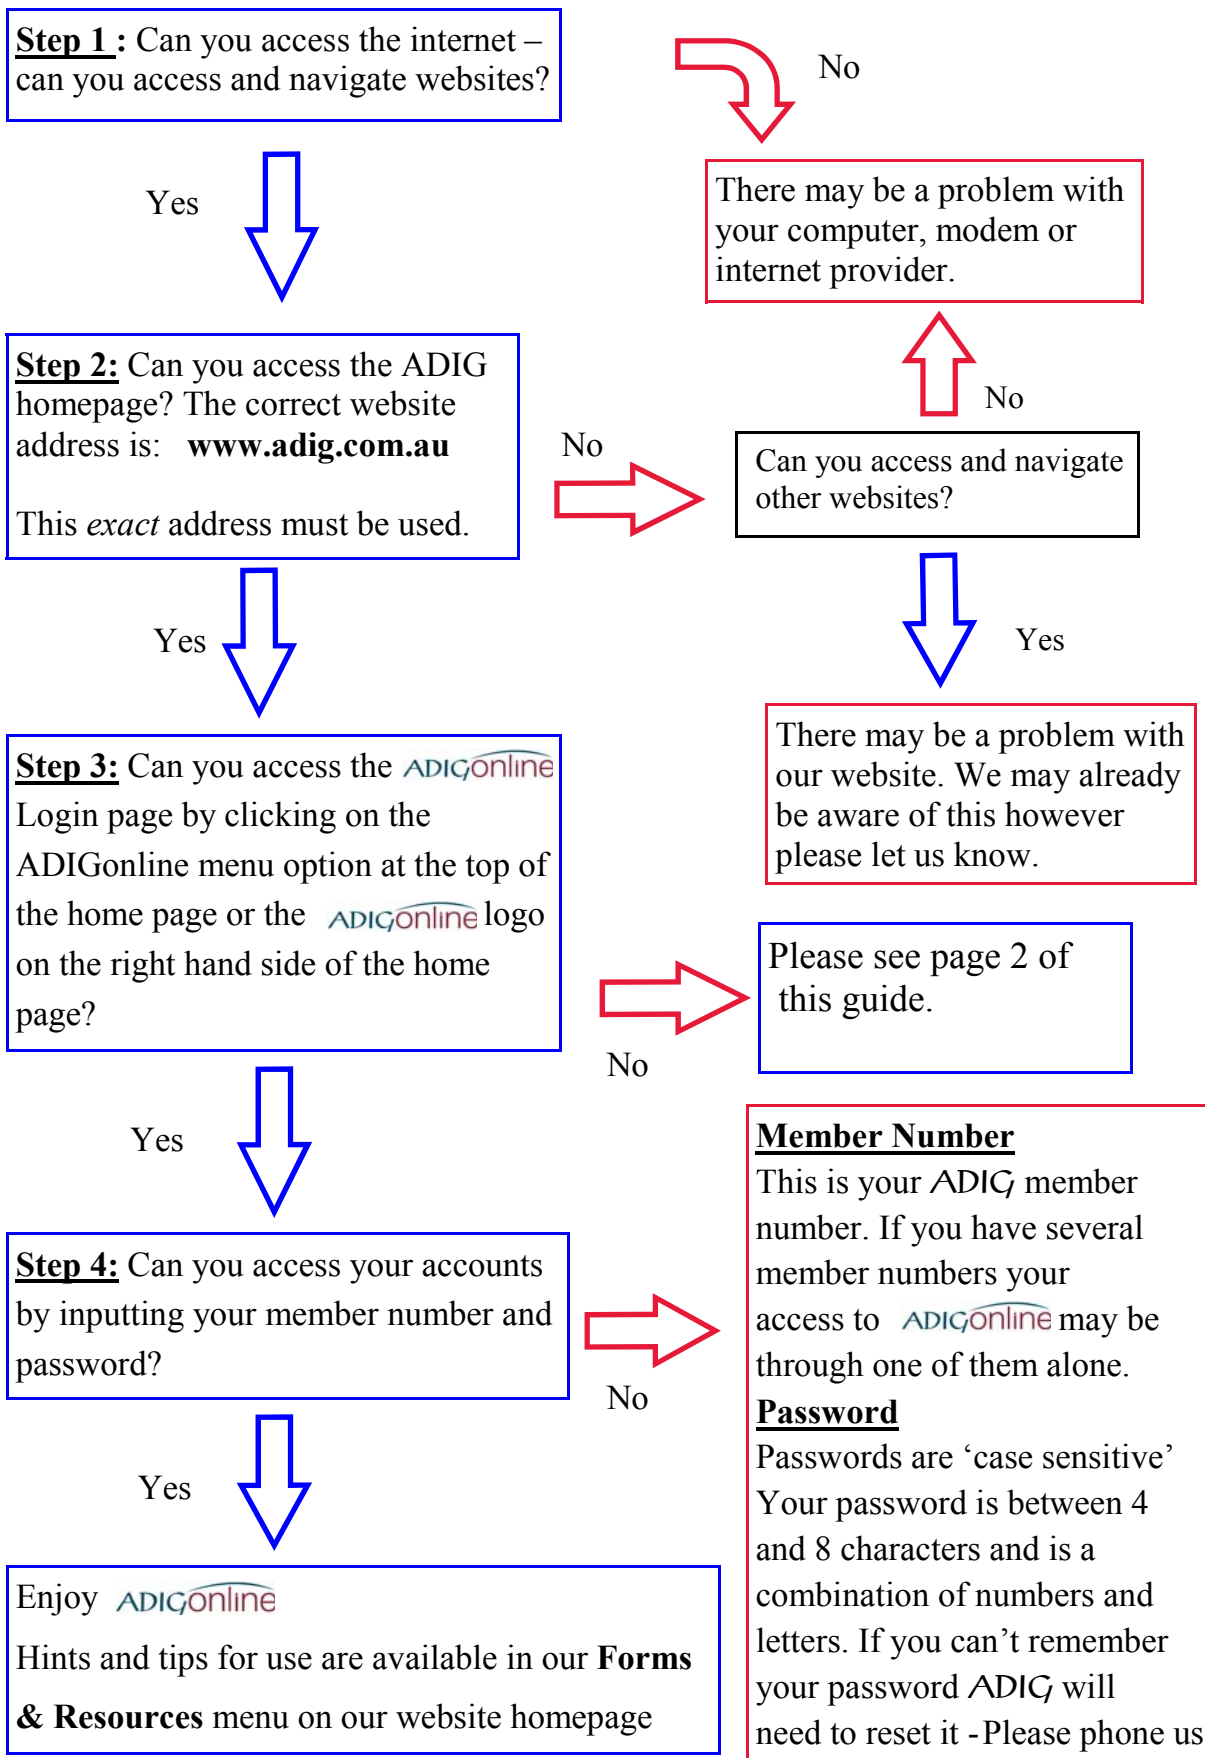 Step 1 : Can you access the internet –
can you access and navigate websites?
No
Yes
There may be a problem with
your computer, modem or
internet provider.
Step 2: Can you access the ADIG
homepage? The correct website
address is: www.adig.com.au
This exact address must be used.
No
No
Can you access and navigate
other websites?
Yes
Yes
There may be a problem with
our website. We may already
be aware of this however
please let us know.
Step 3: Can you access the ADIGonline
Login page by clicking on the
ADIGonline menu option at the top of
the home page or the ADIGonline logo
on the right hand side of the home
page?
No
Please see page 2 of
this guide.
Yes
Step 4: Can you access your accounts
by inputting your member number and
password?
No
Member Number
This is your ADIG member
number. If you have several
member numbers your
access to ADIGonline may be
through one of them alone.
Password
Passwords are ‘case sensitive’
Your password is between 4
and 8 characters and is a
combination of numbers and
letters. If you can’t remember
your password ADIG will
need to reset it -Please phone us
Yes
Enjoy ADIGonline
Hints and tips for use are available in our Forms
& Resources menu on our website homepage